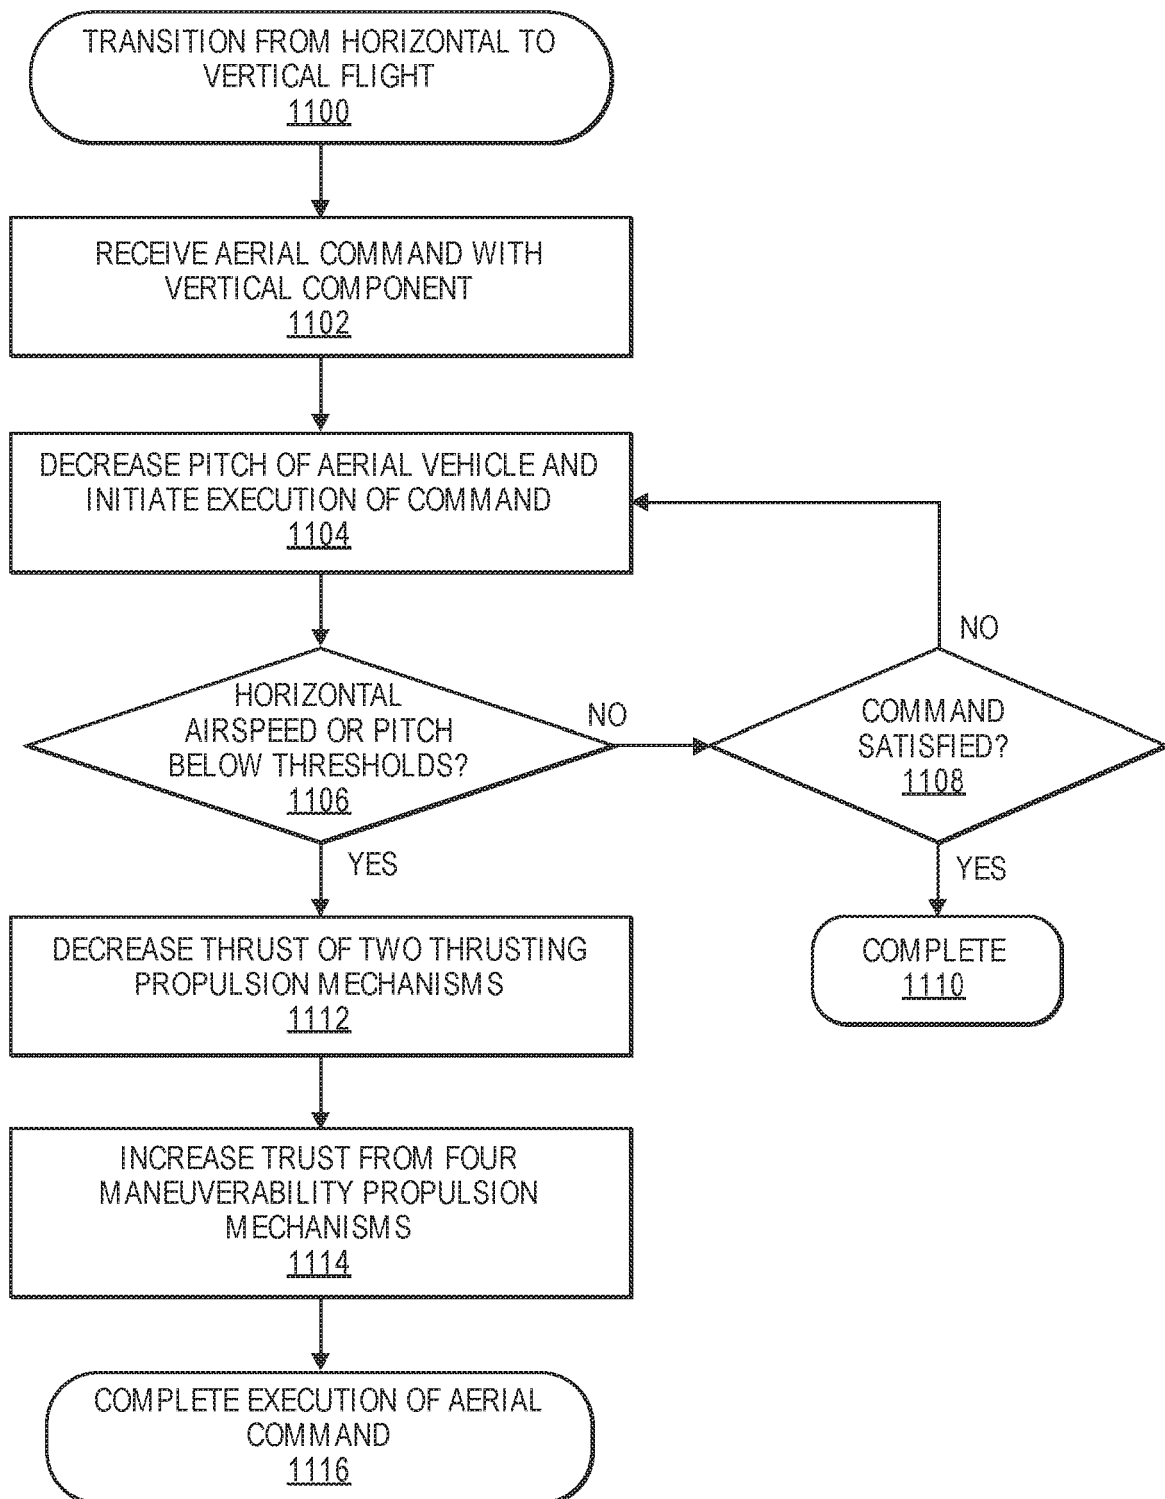 TRANSITION FROM HORIZONTAL TO
VERTICAL FLIGHT
1100
RECEIVE AERIAL COMMAND WITH
VERTICAL COMPONENT
1102
DECREASE PITCH OF AERIAL VEHICLE AND
INITIATE EXECUTION OF COMMAND
1104
HORIZONTAL
AIRSPEED OR PITCH
BELOW THRESHOLDS?
1106
NO
COMMAND
SATISFIED?
1108
NO
YES
COMPLETE
1110
YES
DECREASE THRUST OF TWO THRUSTING
PROPULSION MECHANISMS
1112
INCREASE TRUST FROM FOUR
MANEUVERABILITY PROPULSION
MECHANISMS
1114
COMPLETE EXECUTION OF AERIAL
COMMAND
1116